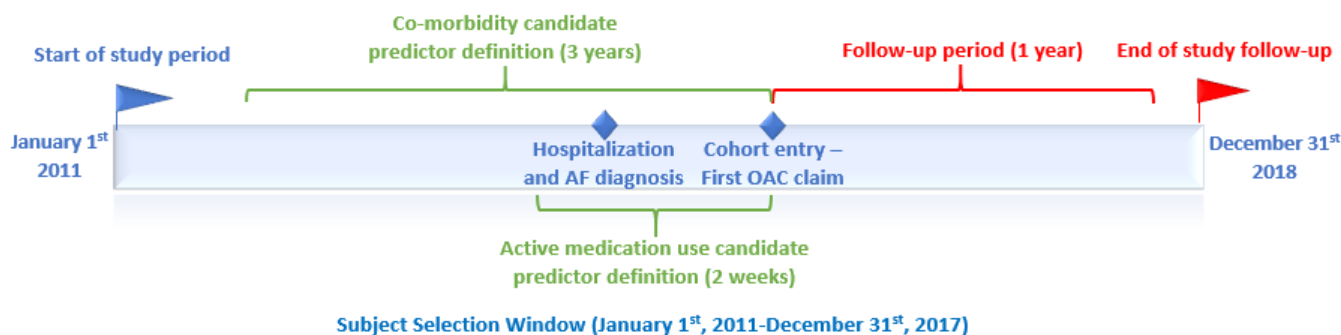 Co-morbidity candidate
predictor definition (3 years)
Start of study period
Follow-up period (1 year)
End of study follow-up
January 1st
2011
Hospitalization
and AF diagnosis
Cohort entry –
First OAC claim
December 31st
2018
Active medication use candidate
predictor definition (2 weeks)
Subject Selection Window (January 1st, 2011-December 31st, 2017)